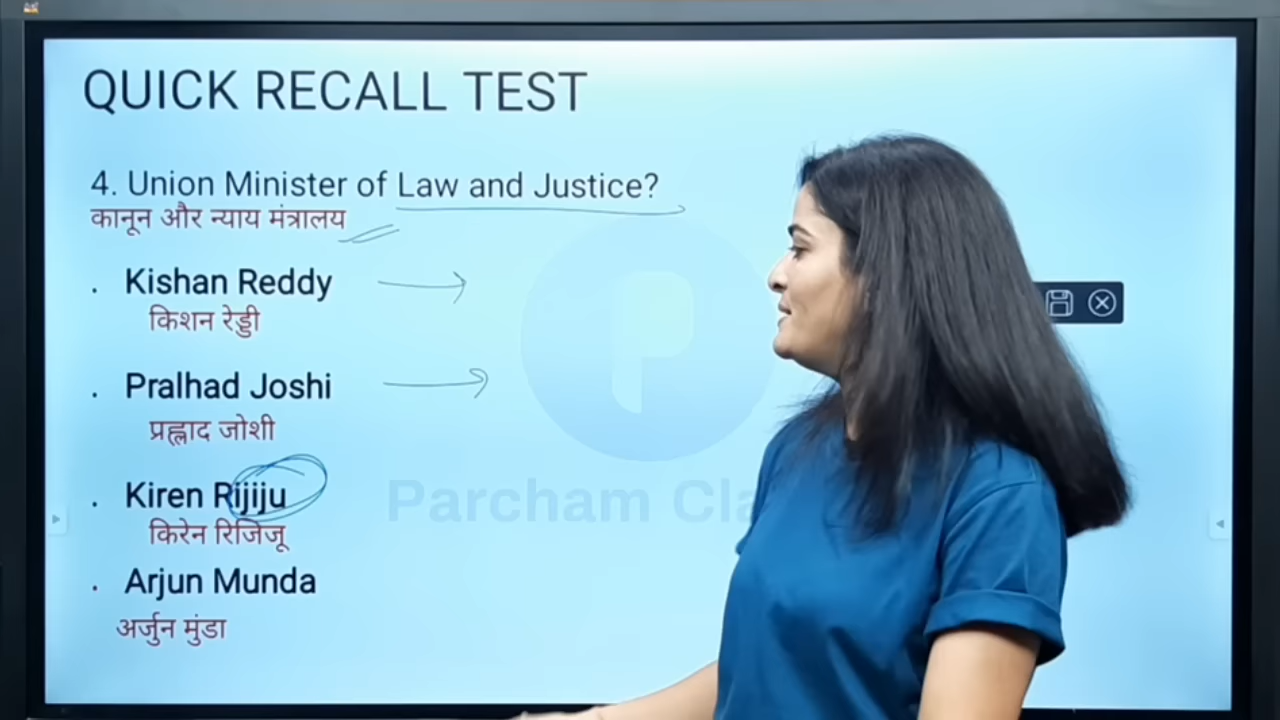 QUICK RECALL TEST
4. Union Minister of Law and Justice?
कानून और न्याय मंत्रालय
. Kishan Reddy
किशन रेड्डी
. Pralhad Joshi
प्रह्लाद जोशी
. Kiren Rijiju
किरेन रिजिजू
. Arjun Munda
अर्जुन मुंडा
Parcham